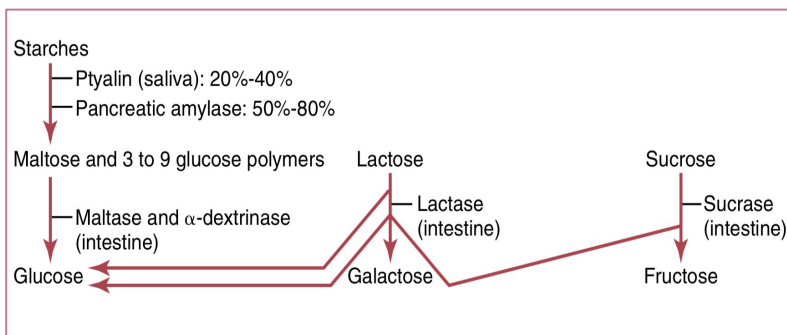 Starches
Ptyalin (saliva): 20%-40%
Pancreatic amylase: 50%-80%
Maltose and 3 to 9 glucose polymers
Lactose
Sucrose
Maltase and α-dextrinase
(intestine)
Lactase
(intestine)
Sucrase
(intestine)
Glucose
Galactose
Fructose